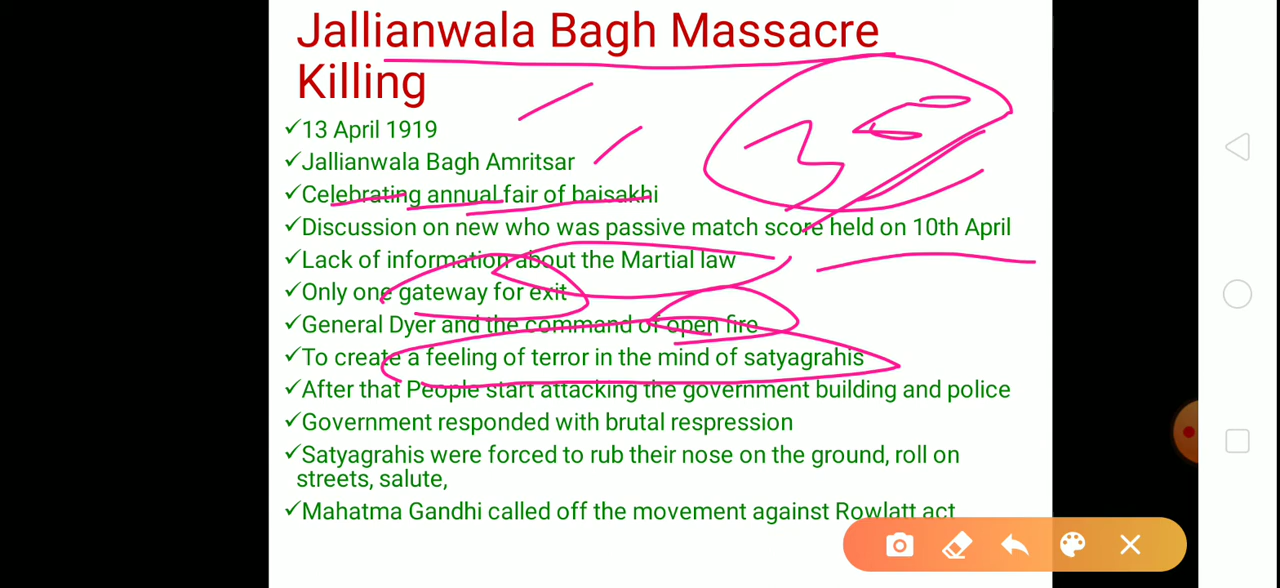 Jallianwala Bagh Massacre
Killing
✓13 April 1919
✓Jallianwala Bagh Amritsar
✓Celebrating annual fair of baisakhi
✓Discussion on new who was passive match score held on 10th April
✓Lack of information about the Martial law
✓Only one gateway for exit
✓General Dyer and the command of open fire
✓To create a feeling of terror in the mind of satyagrahis
✓After that People start attacking the government building and police
✓Government responded with brutal respression
✓Satyagrahis were forced to rub their nose on the ground, roll on
streets, salute,
✓Mahatma Gandhi called off the movement against Rowlatt act